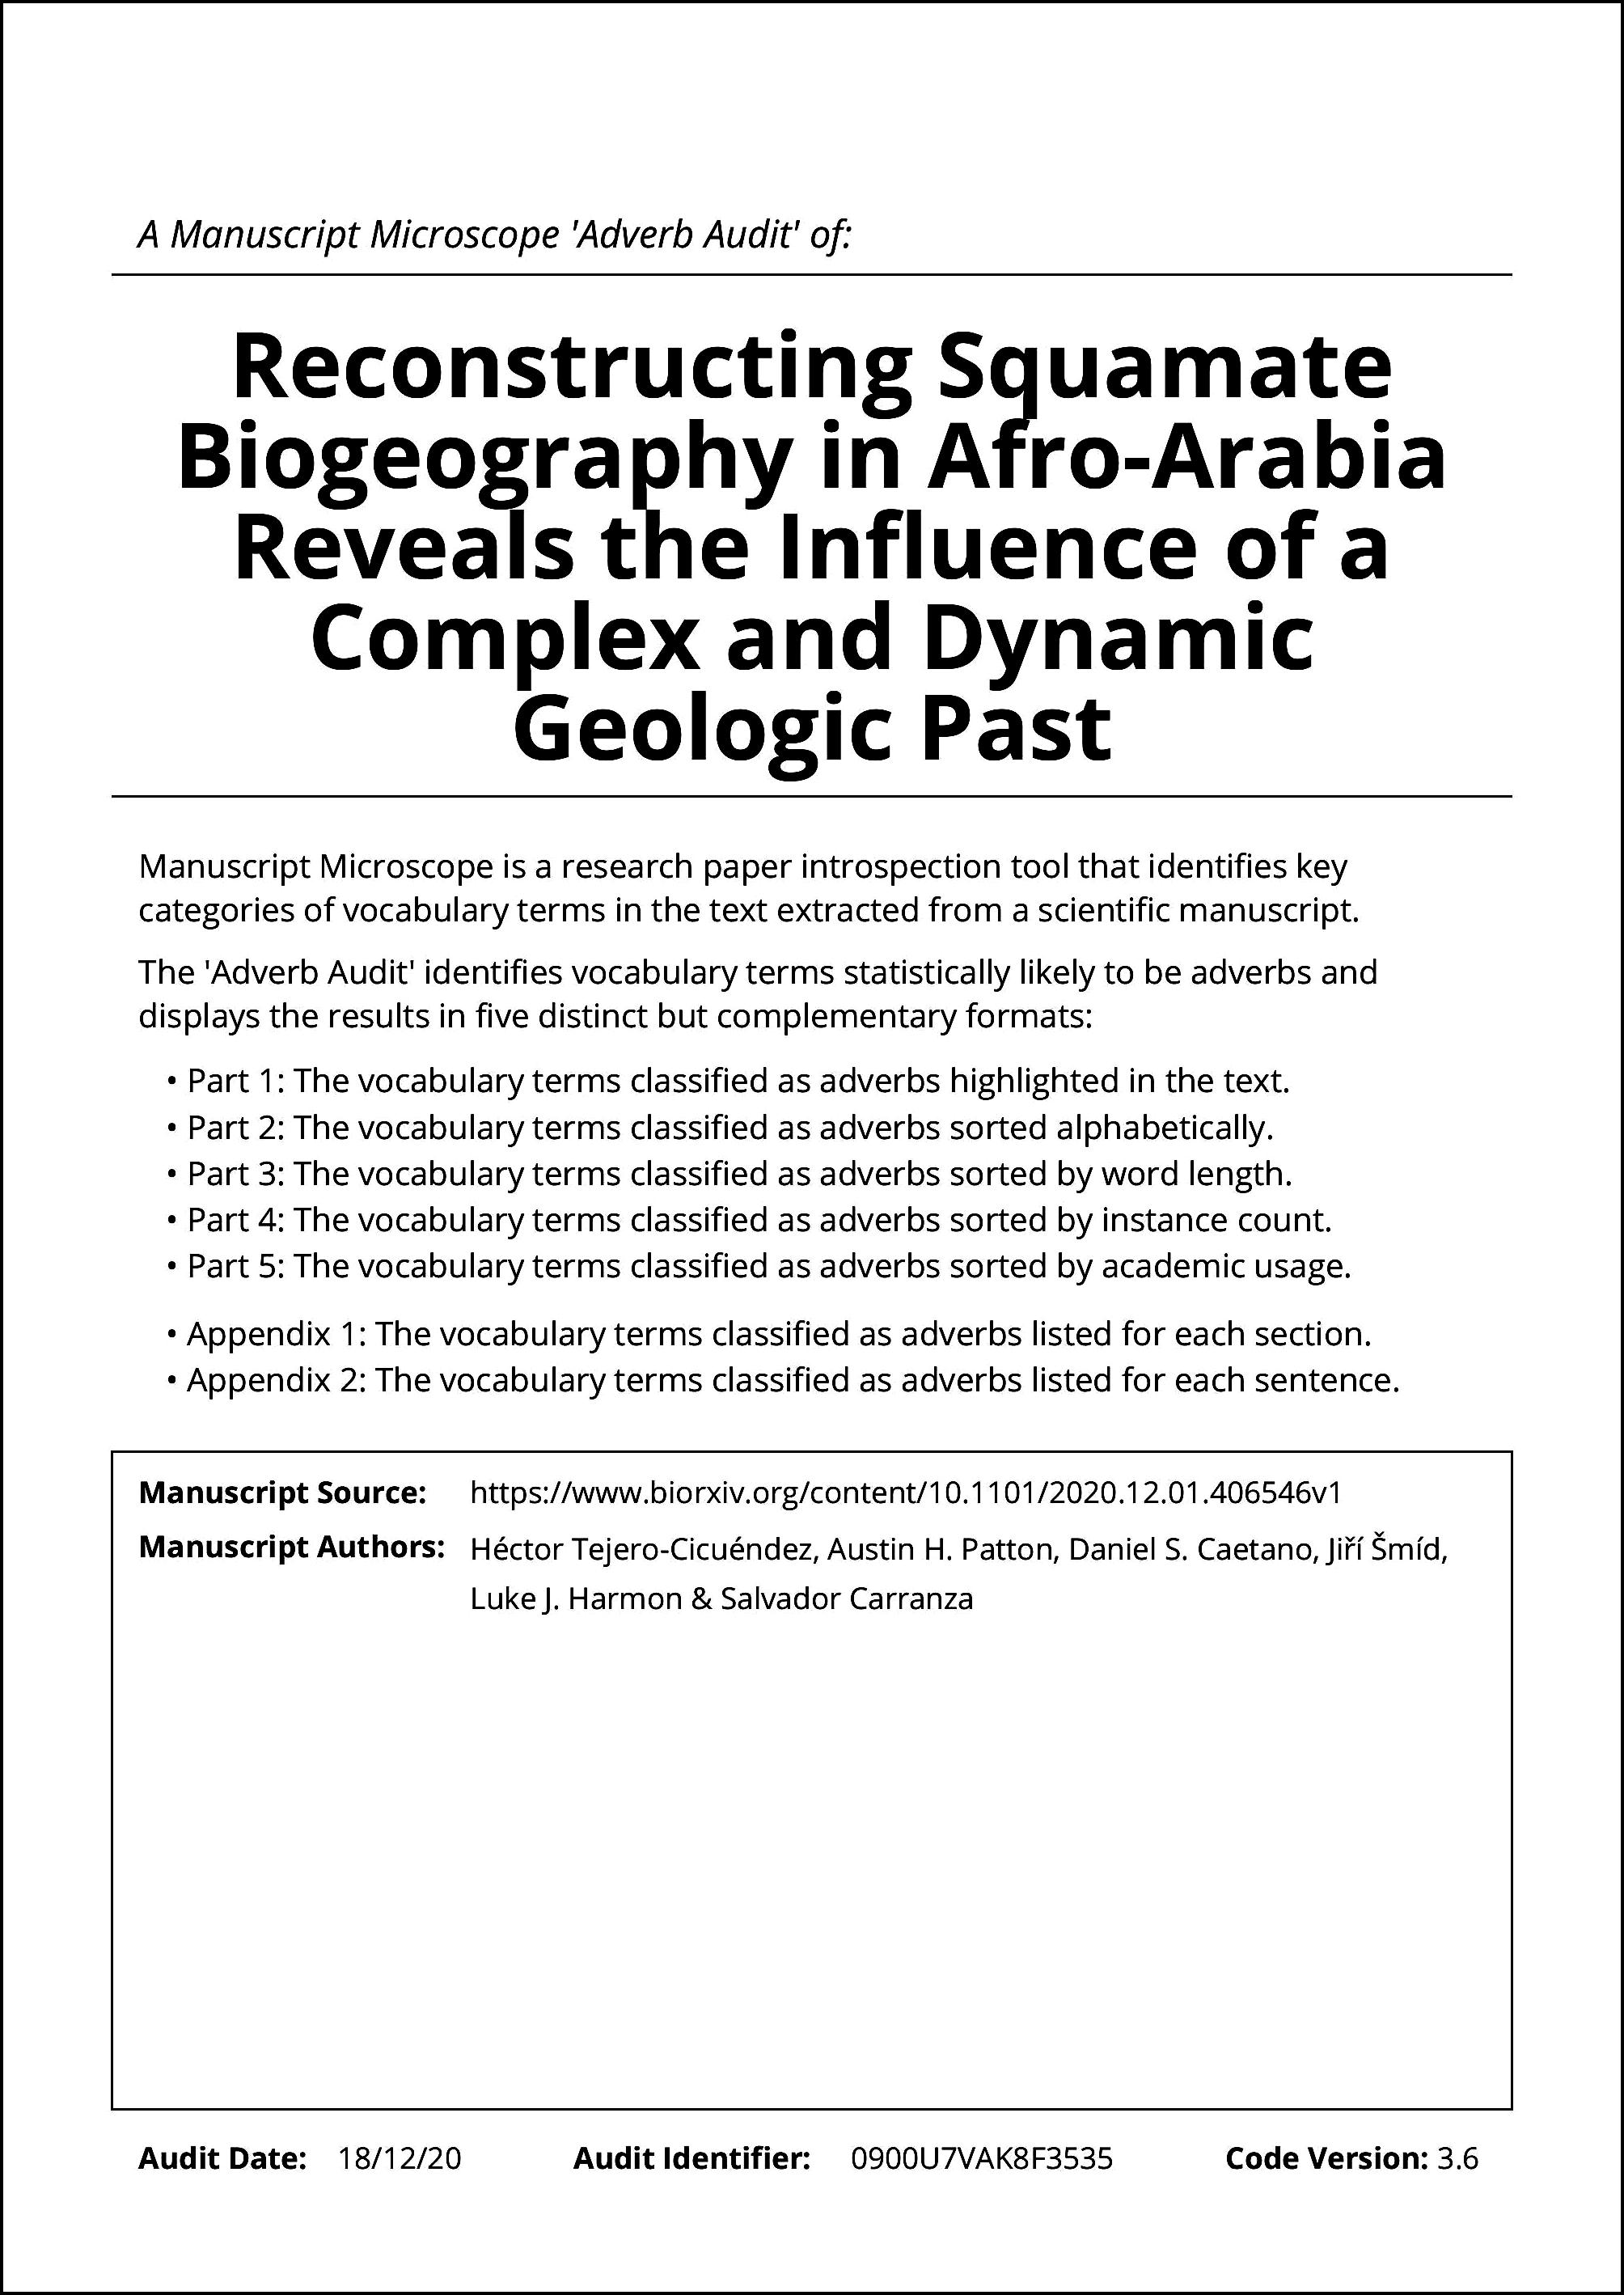 A Manuscript Microscope 'Adverb Audit' of:
Reconstructing Squamate
Biogeography in Afro-Arabia
Reveals the Influence of a
Complex and Dynamic
Geologic Past
Manuscript Microscope is a research paper introspection tool that identifies key
categories of vocabulary terms in the text extracted from a scientific manuscript.
The 'Adverb Audit' identifies vocabulary terms statistically likely to be adverbs and
displays the results in five distinct but complementary formats:
• Part 1: The vocabulary terms classified as adverbs highlighted in the text.
• Part 2: The vocabulary terms classified as adverbs sorted alphabetically.
• Part 3: The vocabulary terms classified as adverbs sorted by word length.
• Part 4: The vocabulary terms classified as adverbs sorted by instance count.
• Part 5: The vocabulary terms classified as adverbs sorted by academic usage.
• Appendix 1: The vocabulary terms classified as adverbs listed for each section.
• Appendix 2: The vocabulary terms classified as adverbs listed for each sentence.
Manuscript Source: https://www.biorxiv.org/content/10.1101/2020.12.01.406546v1
Manuscript Authors: Héctor Tejero-Cicuéndez, Austin H. Patton, Daniel S. Caetano, Jiří Šmíd,
Luke J. Harmon & Salvador Carranza
Audit Date: 18/12/20 Audit Identifier: 0900U7VAK8F3535 Code Version: 3.6